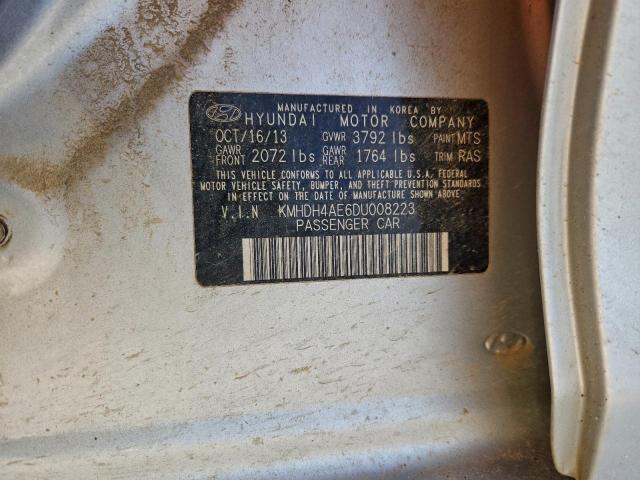 MANUFACTURED IN KOREA BY
HYUNDAI MOTOR COMPANY
OCT/16/13 GVWR 3792 lbs PAINT MTS
GAWR FRONT 2072 lbs GAWR REAR 1764 lbs TRIM RAS
THIS VEHICLE CONFORMS TO ALL APPLICABLE U.S.A. FEDERAL
MOTOR VEHICLE SAFETY, BUMPER, AND THEFT PREVENTION STANDARDS
IN EFFECT ON THE DATE OF MANUFACTURE SHOWN ABOVE.
V.I.N KMHDH4AE6DU008223
PASSENGER CAR